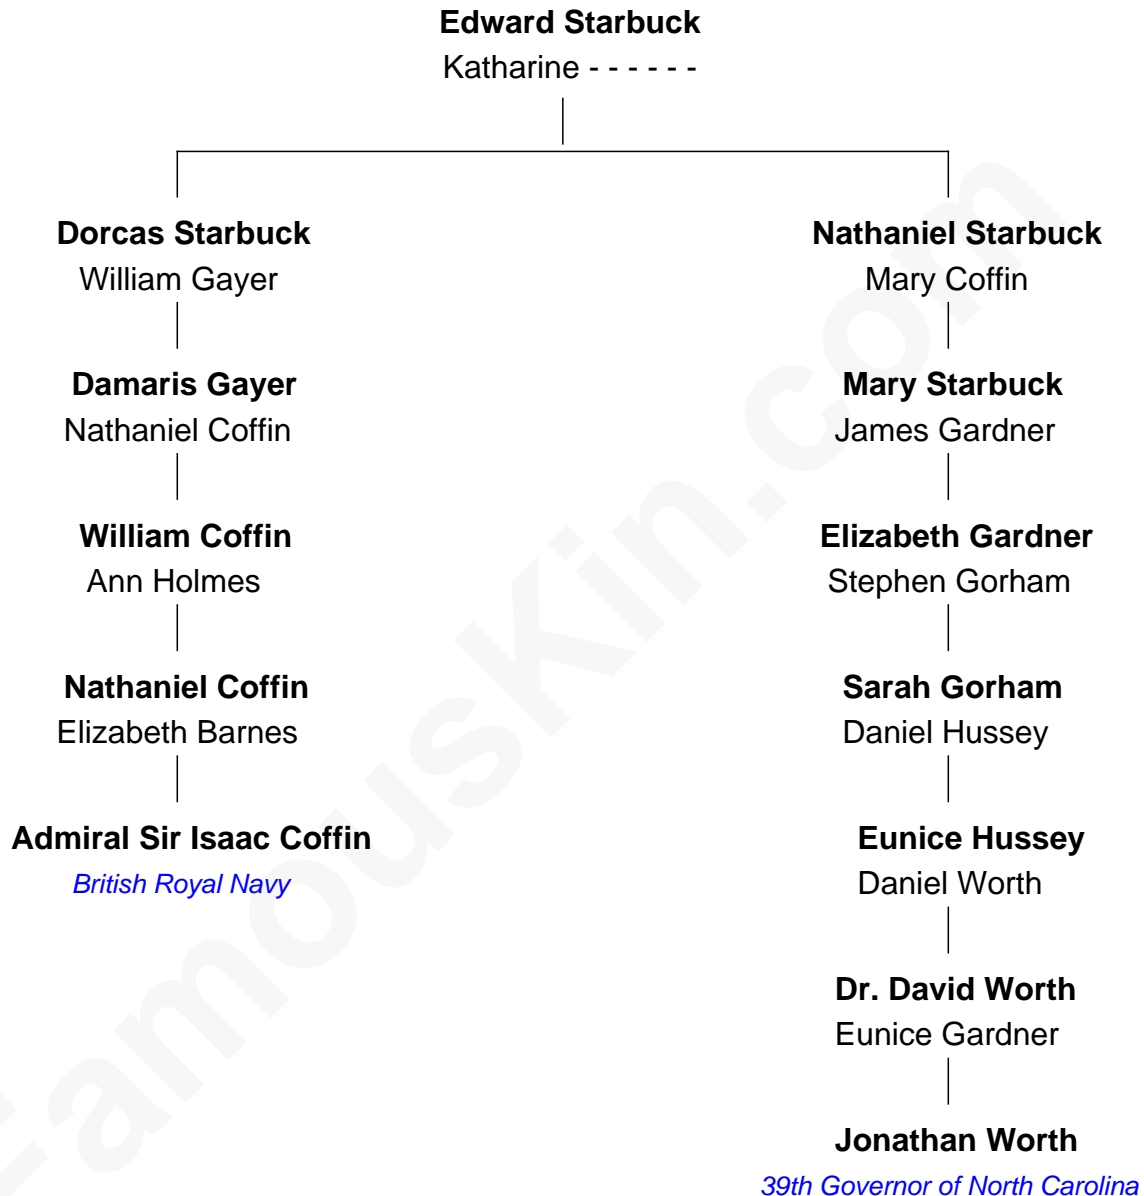 Edward Starbuck
Katharine - - - - - -
Dorcas Starbuck
William Gayer
Nathaniel Starbuck
Mary Coffin
Damaris Gayer
Nathaniel Coffin
Mary Starbuck
James Gardner
William Coffin
Ann Holmes
Elizabeth Gardner
Stephen Gorham
Nathaniel Coffin
Elizabeth Barnes
Sarah Gorham
Daniel Hussey
Admiral Sir Isaac Coffin
British Royal Navy
Eunice Hussey
Daniel Worth
Dr. David Worth
Eunice Gardner
Jonathan Worth
39th Governor of North Carolina
FamousKin.com